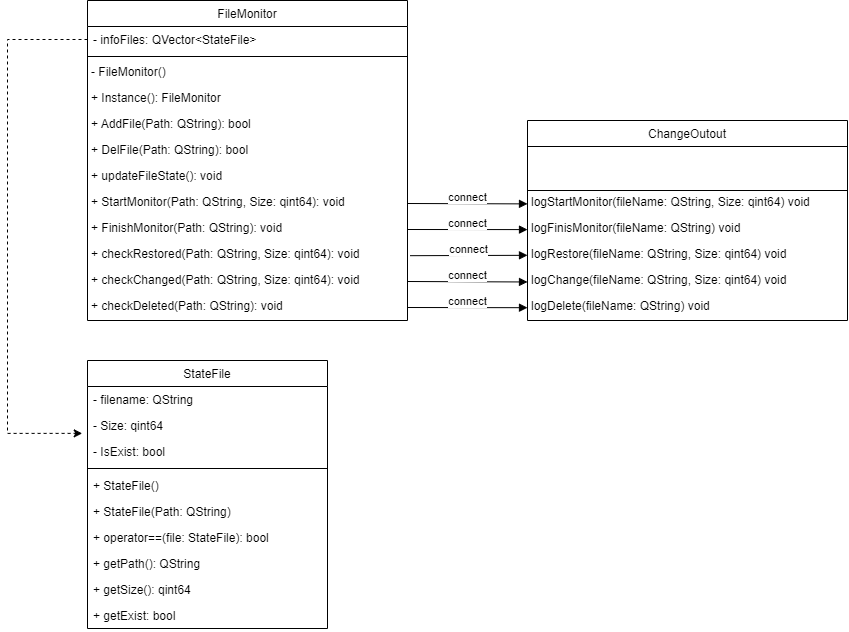 FileMonitor
- infoFiles: QVector<StateFile>
- FileMonitor()
+ Instance(): FileMonitor
+ AddFile(Path: QString): bool
+ DelFile(Path: QString): bool
+ updateFileState(): void
+ StartMonitor(Path: QString, Size: qint64): void
+ FinishMonitor(Path: QString): void
+ checkRestored(Path: QString, Size: qint64): void
+ checkChanged(Path: QString, Size: qint64): void
+ checkDeleted(Path: QString): void
connect
connect
connect
connect
connect
ChangeOutout
logStartMonitor(fileName: QString, Size: qint64) void
logFinisMonitor(fileName: QString) void
logRestore(fileName: QString, Size: qint64) void
logChange(fileName: QString, Size: qint64) void
logDelete(fileName: QString) void
StateFile
- filename: QString
- Size: qint64
- IsExist: bool
+ StateFile()
+ StateFile(Path: QString)
+ operator==(file: StateFile): bool
+ getPath(): QString
+ getSize(): qint64
+ getExist: bool